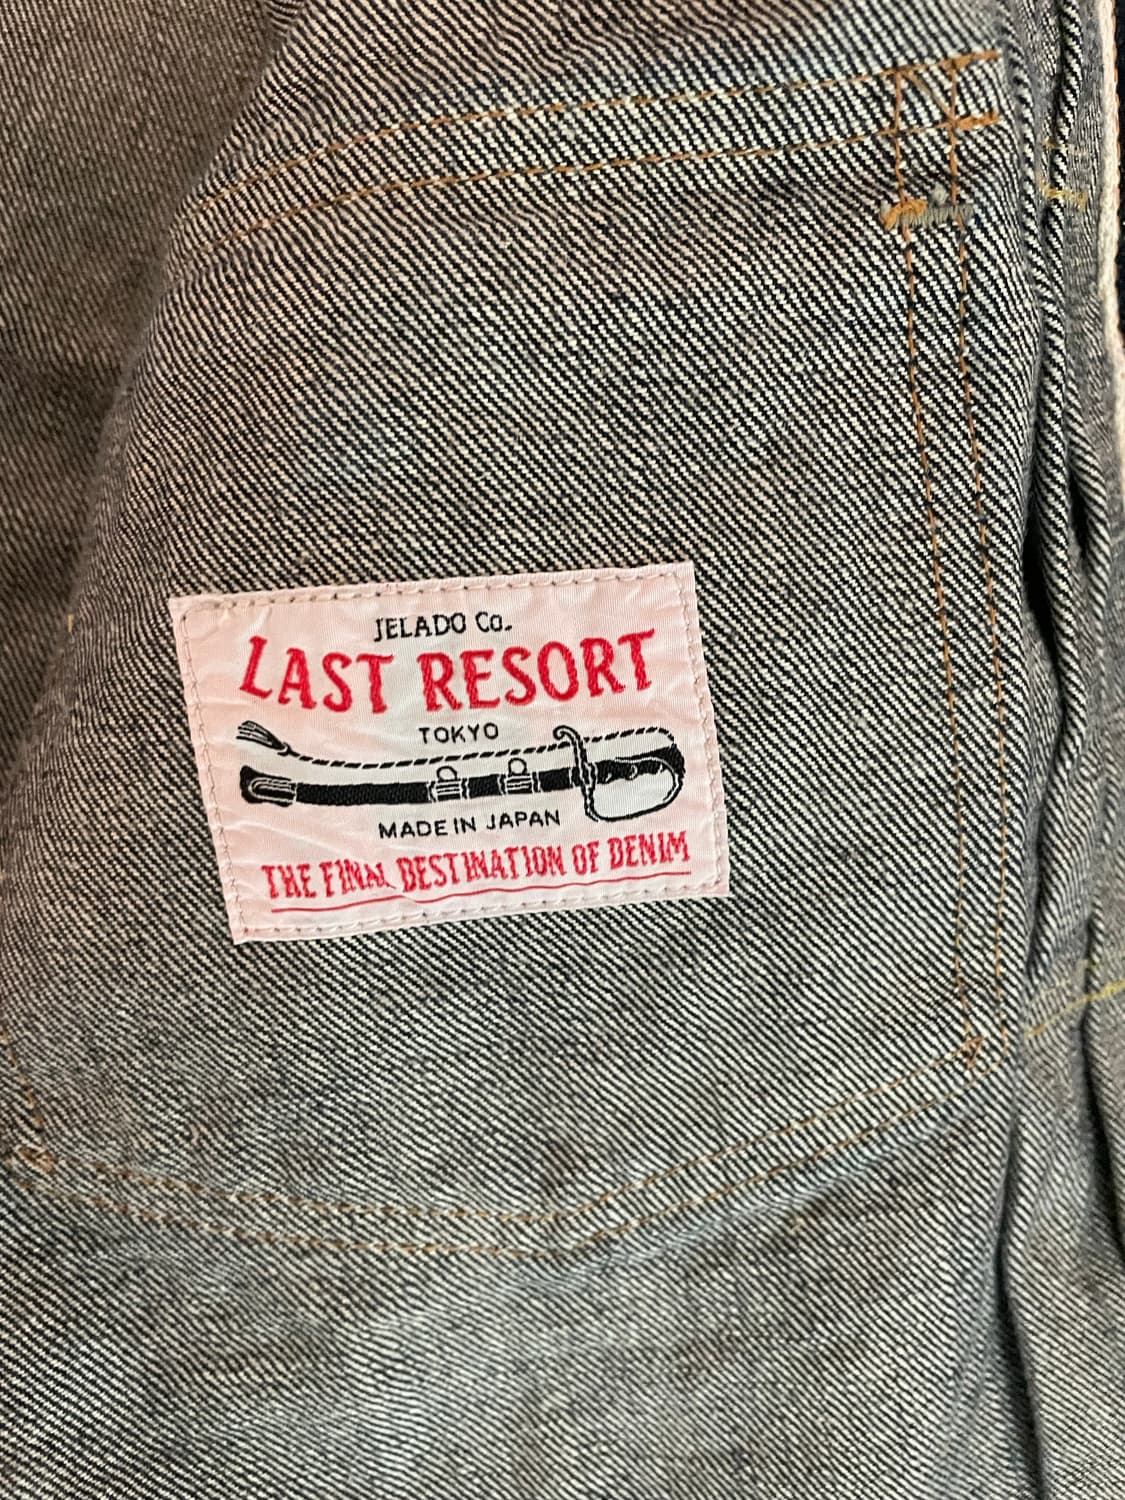 JELADO Co.
LAST RESORT
TOKYO
MADE IN JAPAN
THE FINAL DESTINATION OF DENIM